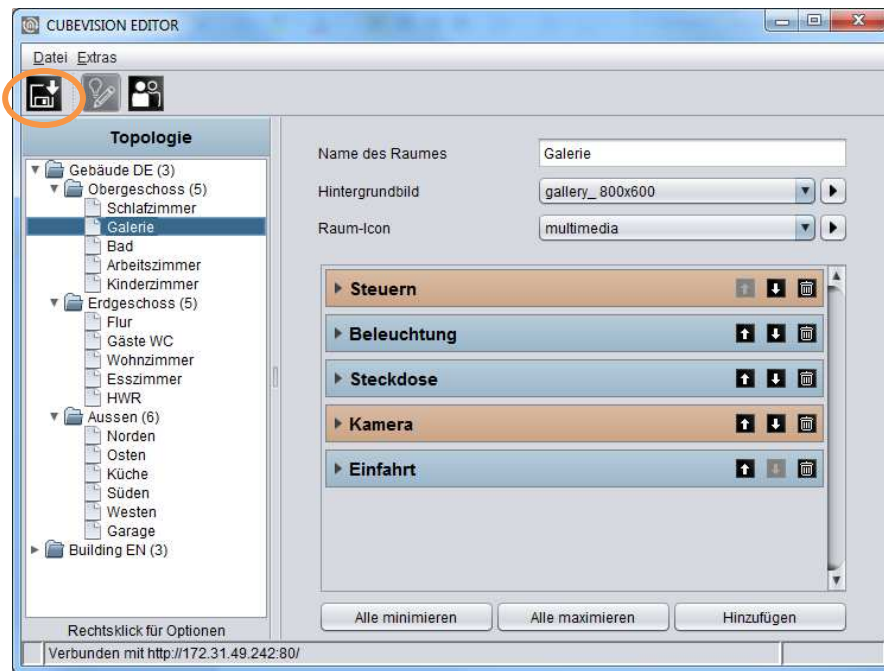 CUBEVISION EDITOR
Datei Extras
Topologie
Gebäude DE (3)
Obergeschoss (5)
Schlafzimmer
Galerie
Bad
Arbeitszimmer
Kinderzimmer
Erdgeschoss (5)
Flur
Gäste WC
Wohnzimmer
Esszimmer
HWR
Aussen (6)
Norden
Osten
Küche
Süden
Westen
Garage
Building EN (3)
Rechtsklick für Optionen
Name des Raumes Galerie
Hintergrundbild gallery_ 800x600
Raum-Icon multimedia
Steuern
Beleuchtung
Steckdose
Kamera
Einfahrt
Alle minimieren Alle maximieren Hinzufügen
Verbunden mit http://172.31.49.242:80/